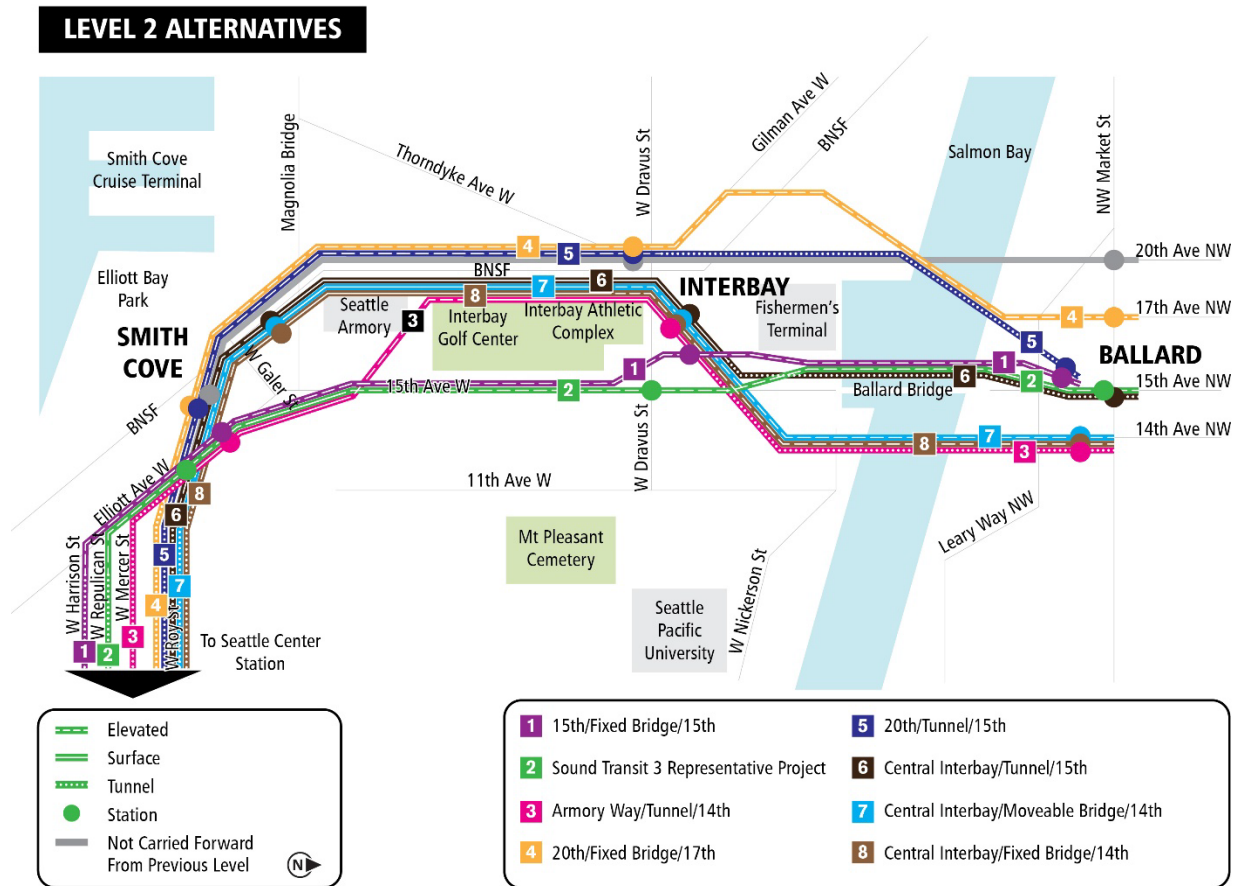 LEVEL 2 ALTERNATIVES
Smith Cove
Cruise Terminal
Magnolia Bridge
Thorndyke Ave W
W Dravus St
Gilman Ave W
BNSF
Salmon Bay
NW Market St
Elliott Bay
Park
SMITH
COVE
BNSF
4
5
BNSF
6
7
8
Seattle
Armory
3
Interbay
Golf Center
Interbay Athletic
Complex
INTERBAY
Fishermen's
Terminal
20th Ave NW
17th Ave NW
4
5
BALLARD
1
2
15th Ave NW
6
Ballard Bridge
14th Ave NW
7
8
3
W Galer St
15th Ave W
1
2
W Dravus St
11th Ave W
Elliott Ave W
8
6
5
7
4
W Harrison St
W Repulican St
W Mercer St
W Roy St
1
2
3
To Seattle Center
Station
Mt Pleasant
Cemetery
Seattle
Pacific
University
W Nickerson St
Leary Way NW
Elevated
Surface
Tunnel
Station
Not Carried Forward
From Previous Level
N
1 15th/Fixed Bridge/15th
2 Sound Transit 3 Representative Project
3 Armory Way/Tunnel/14th
4 20th/Fixed Bridge/17th
5 20th/Tunnel/15th
6 Central Interbay/Tunnel/15th
7 Central Interbay/Moveable Bridge/14th
8 Central Interbay/Fixed Bridge/14th